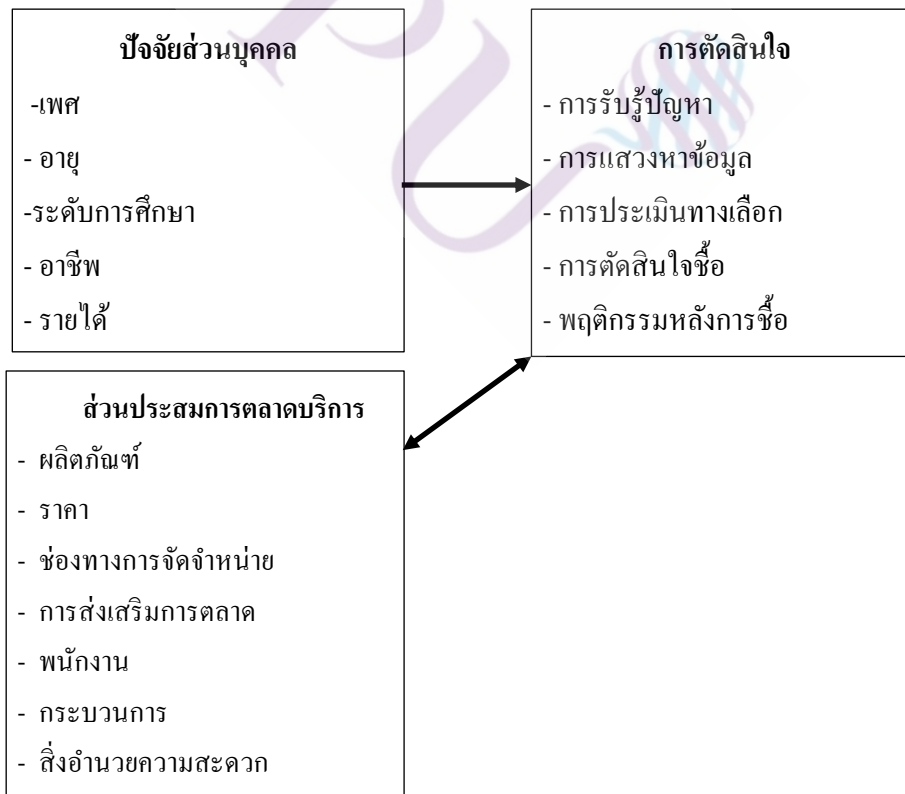 ปัจจัยส่วนบุคคล
-เพศ
- อายุ
-ระดับการศึกษา
- อาชีพ
- รายได้
การตัดสินใจ
- การรับรู้ปัญหา
- การแสวงหาข้อมูล
- การประเมินทางเลือก
- การตัดสินใจซื้อ
- พฤติกรรมหลังการซื้อ
ส่วนประสมการตลาดบริการ
- ผลิตภัณฑ์
- ราคา
- ช่องทางการจัดจำหน่าย
- การส่งเสริมการตลาด
- พนักงาน
- กระบวนการ
- สิ่งอำนวยความสะดวก